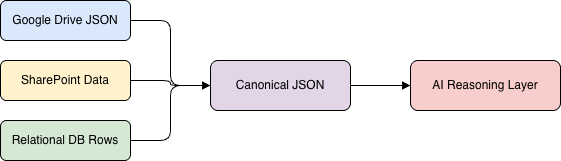 Google Drive JSON
SharePoint Data
Canonical JSON
AI Reasoning Layer
Relational DB Rows